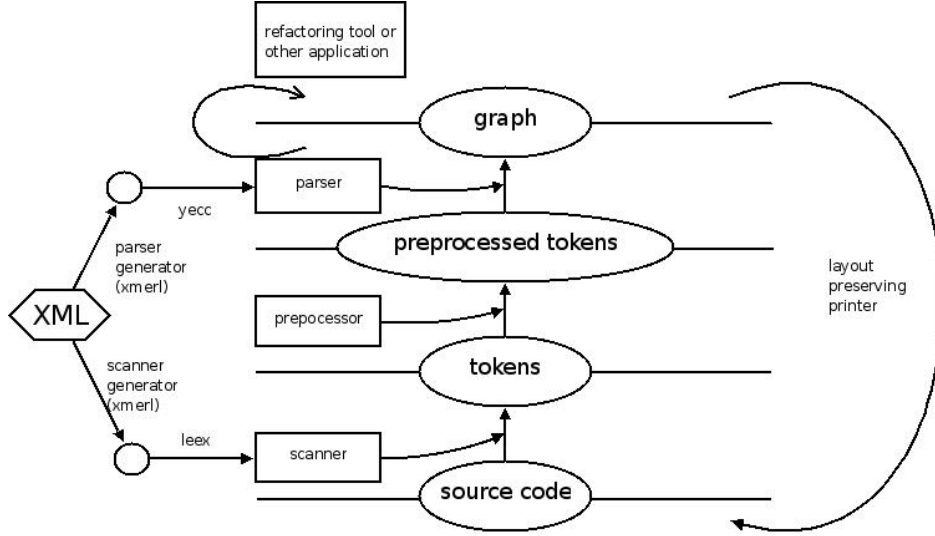 refactoring tool or
other application
graph
parser
yecc
preprocessed tokens
parser
generator
(xmerl)
layout
preserving
printer
XML
prepocessor
tokens
scanner
generator
(xmerl)
leex
scanner
source code